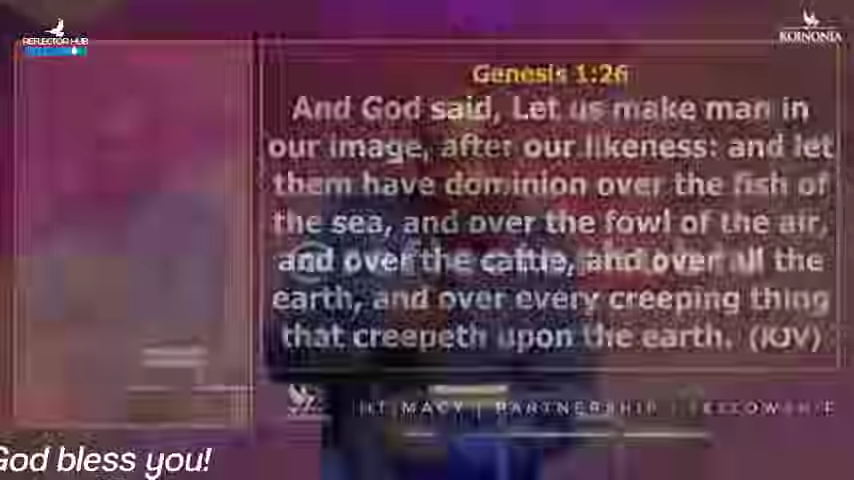 REFLECTOR HUB
KOINONIA
Genesis 1:26
And God said, Let us make man in
our image, after our likeness: and let
them have dominion over the fish of
the sea, and over the fowl of the air,
and over the cattle, and over all the
earth, and over every creeping thing
that creepeth upon the earth. (KJV)
INTIMACY | PARTNERSHIP | FELLOWSHIP
God bless you!